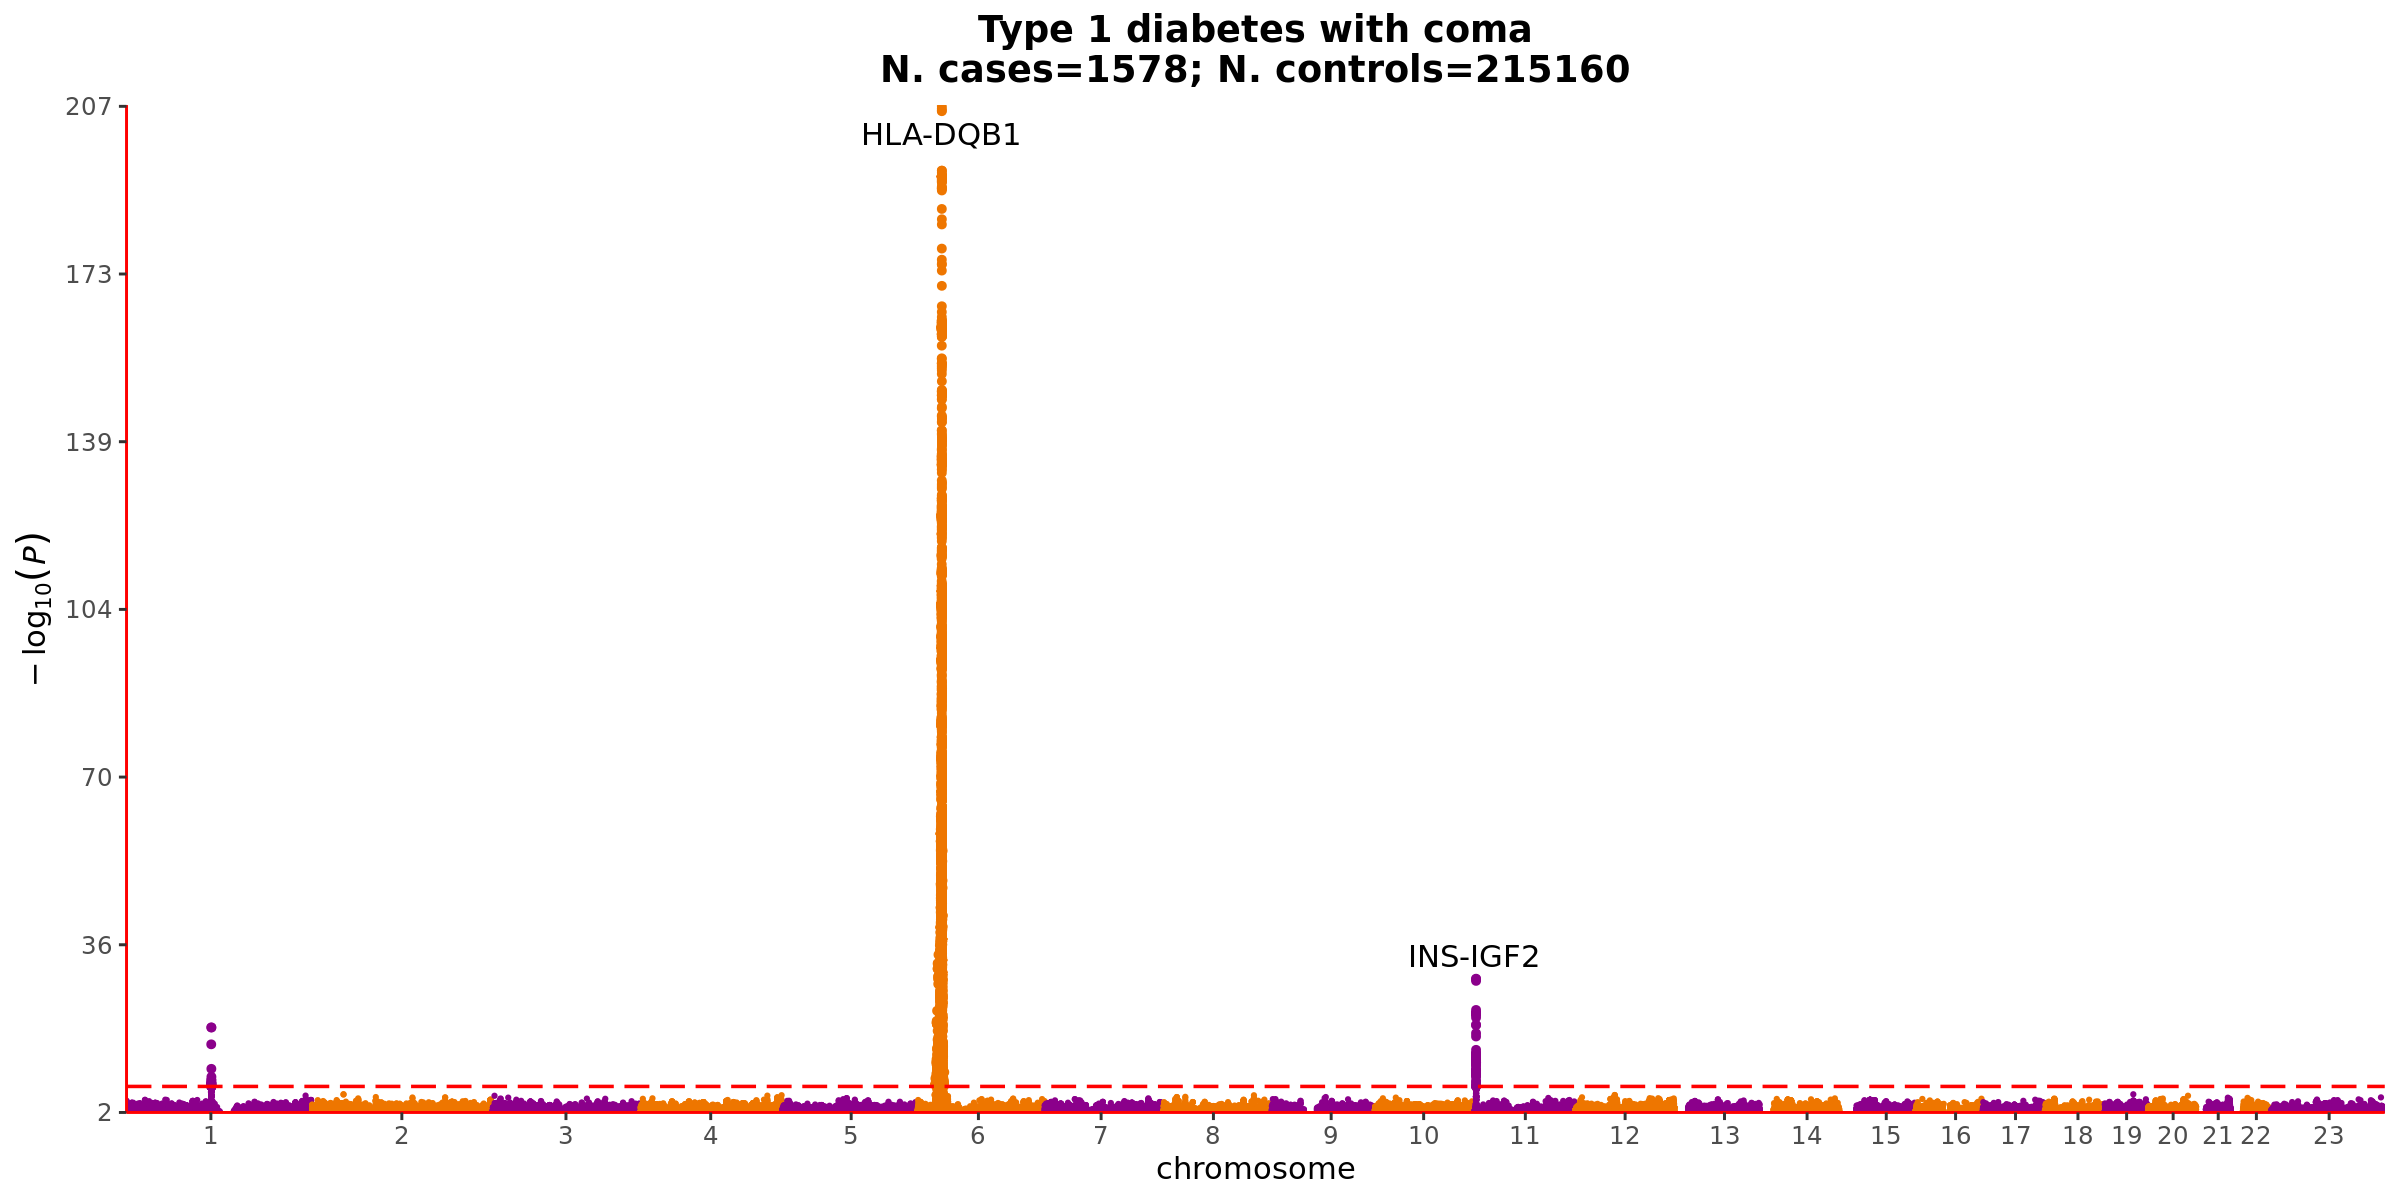 Type 1 diabetes with coma
N. cases=1578; N. controls=215160
207
HLA-DQB1
173
139
104
−log10(P)
70
36
INS-IGF2
2
1 2 3 4 5 6 7 8 9 10 11 12 13 14 15 16 17 18 19 20 21 22 23
chromosome